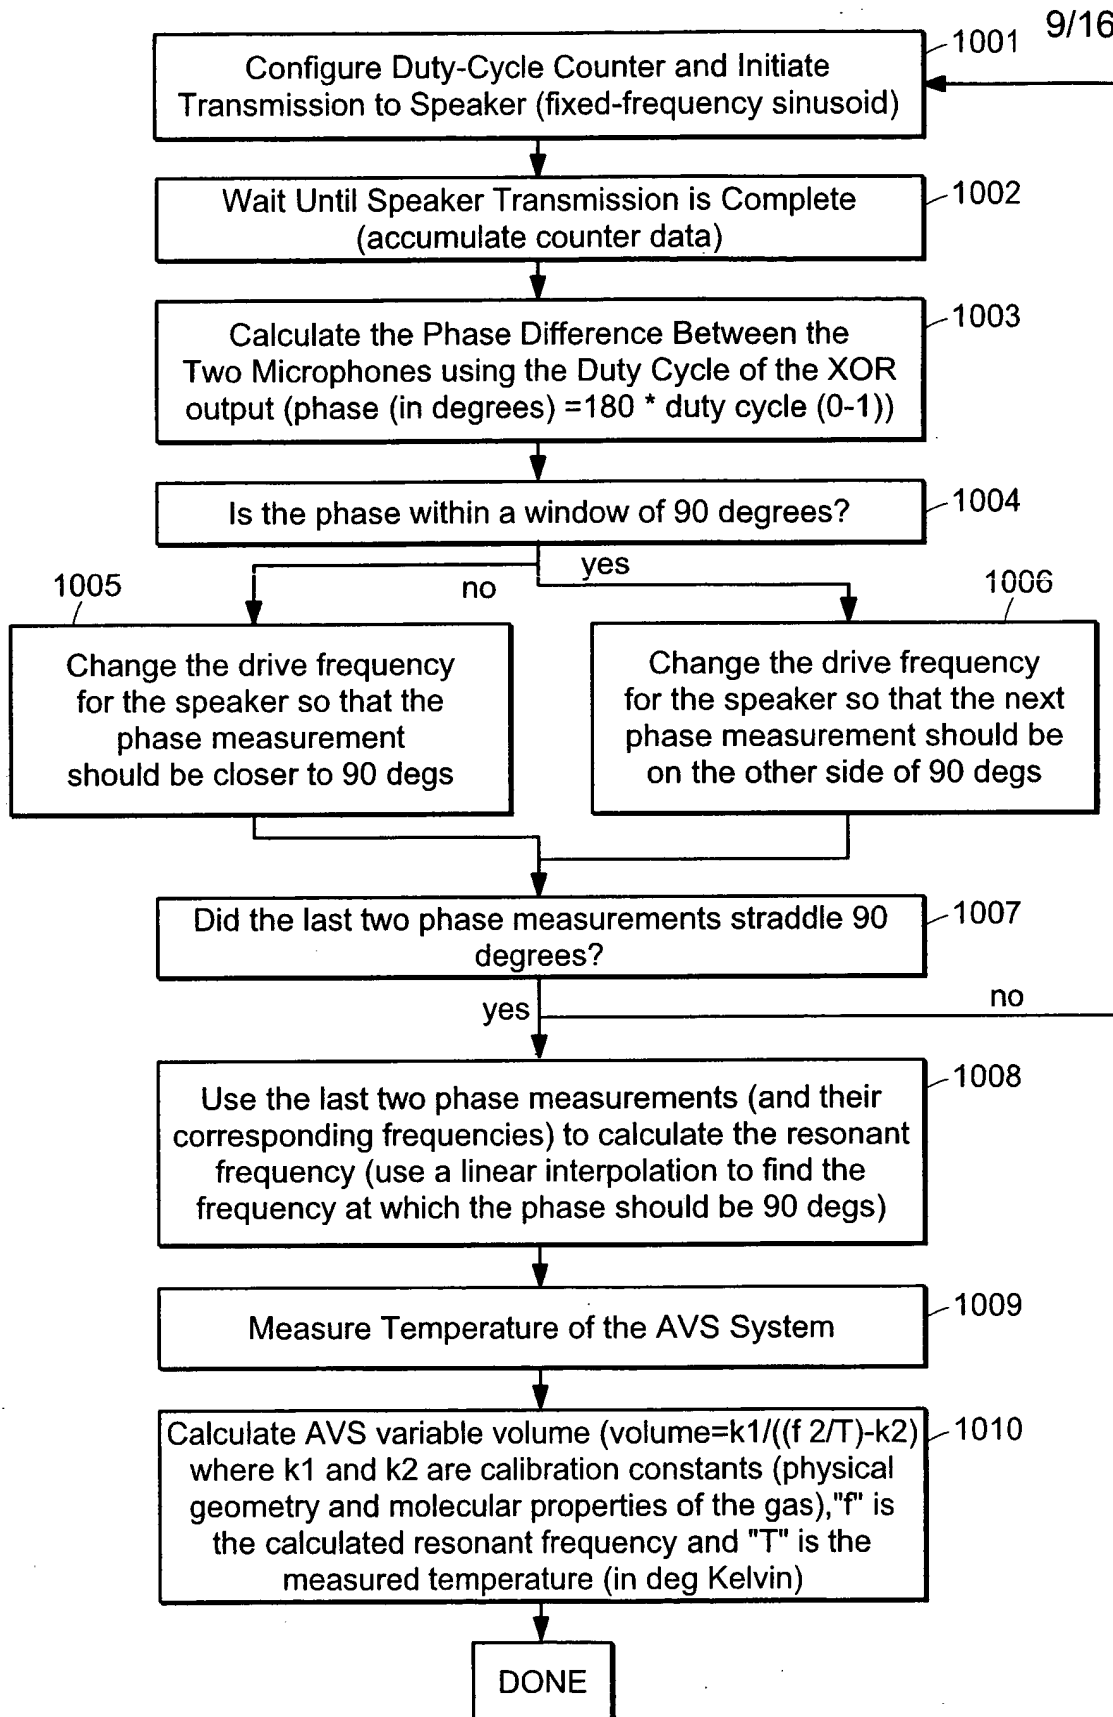 9/16
1001
Configure Duty-Cycle Counter and Initiate
Transmission to Speaker (fixed-frequency sinusoid)
1002
Wait Until Speaker Transmission is Complete
(accumulate counter data)
1003
Calculate the Phase Difference Between the
Two Microphones using the Duty Cycle of the XOR
output (phase (in degrees) =180 * duty cycle (0-1))
1004
Is the phase within a window of 90 degrees?
no
yes
1005
Change the drive frequency
for the speaker so that the
phase measurement
should be closer to 90 degs
1006
Change the drive frequency
for the speaker so that the next
phase measurement should be
on the other side of 90 degs
1007
Did the last two phase measurements straddle 90
degrees?
yes
no
1008
Use the last two phase measurements (and their
corresponding frequencies) to calculate the resonant
frequency (use a linear interpolation to find the
frequency at which the phase should be 90 degs)
1009
Measure Temperature of the AVS System
1010
Calculate AVS variable volume (volume=k1/((f 2/T)-k2)
where k1 and k2 are calibration constants (physical
geometry and molecular properties of the gas),"f" is
the calculated resonant frequency and "T" is the
measured temperature (in deg Kelvin)
DONE